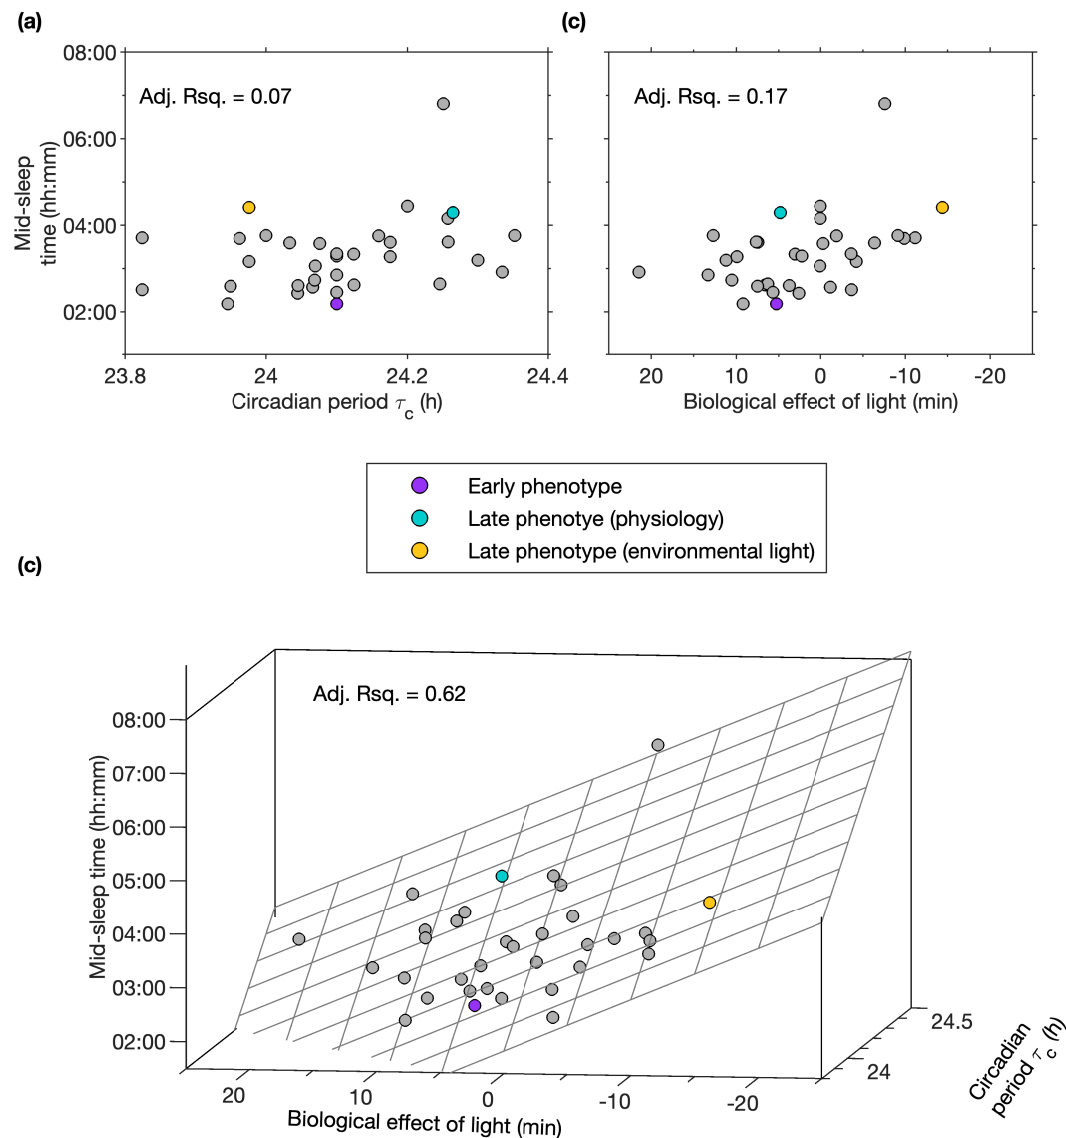 (a)
(c)
08:00
06:00
04:00
02:00
Mid-sleep
time (hh:mm)
Adj. Rsq. = 0.07
23.8
24
24.2
24.4
Circadian period τc (h)
Adj. Rsq. = 0.17
20
10
0
-10
-20
Biological effect of light (min)
Early phenotype
Late phenotye (physiology)
Late phenotype (environmental light)
(c)
Adj. Rsq. = 0.62
08:00
07:00
06:00
05:00
04:00
03:00
02:00
Mid-sleep time (hh:mm)
20
10
0
-10
-20
Biological effect of light (min)
24.5
24
Circadian
period τc (h)